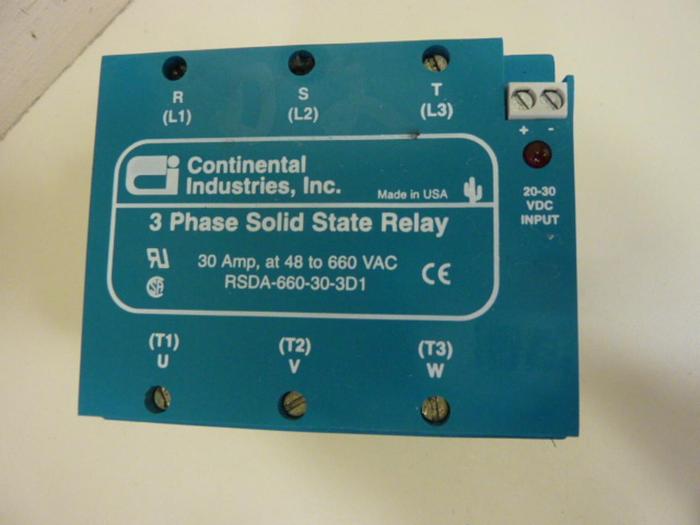 R S T
(L1) (L2) (L3)
+ -
Ci Continental
Industries, Inc.
Made in USA
20-30
VDC
INPUT
3 Phase Solid State Relay
30 Amp, at 48 to 660 VAC
RSDA-660-30-3D1
CE
(T1) (T2) (T3)
U V W